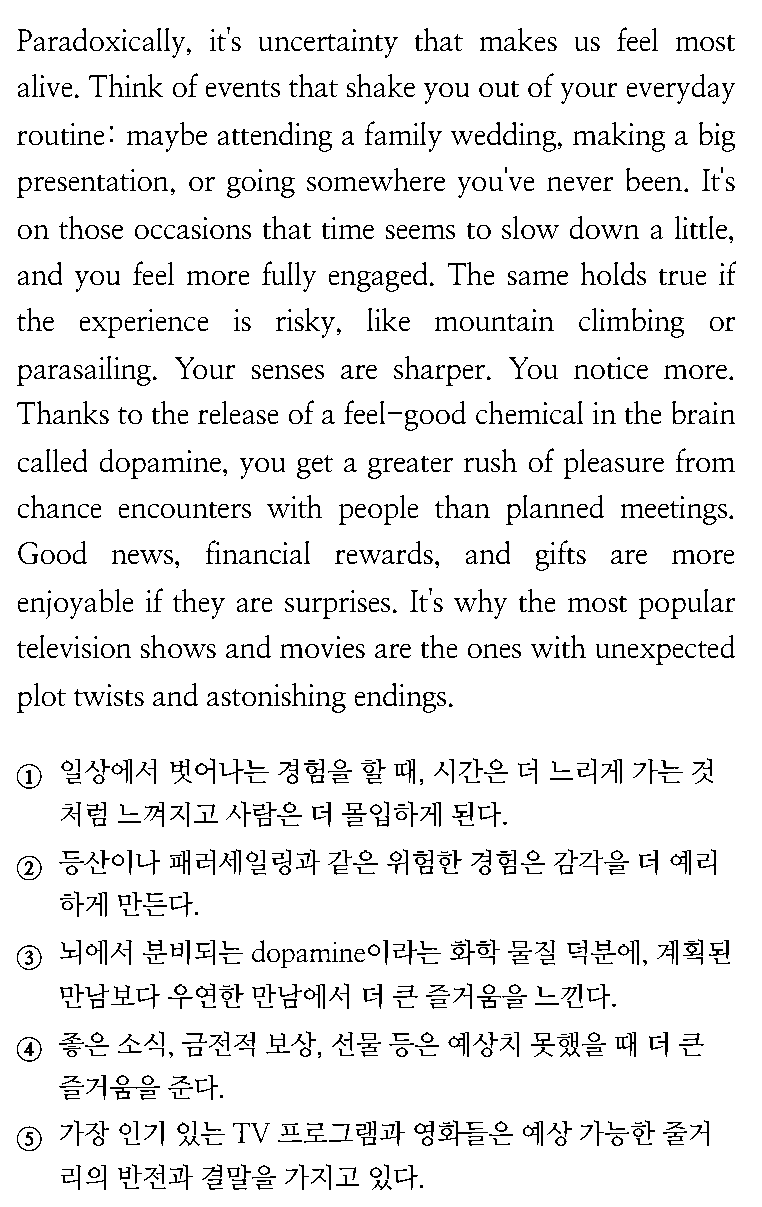 Paradoxically, it's uncertainty that makes us feel most
alive. Think of events that shake you out of your everyday
routine: maybe attending a family wedding, making a big
presentation, or going somewhere you've never been. It's
on those occasions that time seems to slow down a little,
and you feel more fully engaged. The same holds true if
the experience is risky, like mountain climbing or
parasailing. Your senses are sharper. You notice more.
Thanks to the release of a feel-good chemical in the brain
called dopamine, you get a greater rush of pleasure from
chance encounters with people than planned meetings.
Good news, financial rewards, and gifts are more
enjoyable if they are surprises. It's why the most popular
television shows and movies are the ones with unexpected
plot twists and astonishing endings.
① 일상에서 벗어나는 경험을 할 때, 시간은 더 느리게 가는 것
처럼 느껴지고 사람은 더 몰입하게 된다.
② 등산이나 패러세일링과 같은 위험한 경험은 감각을 더 예리
하게 만든다.
③ 뇌에서 분비되는 dopamine이라는 화학 물질 덕분에, 계획된
만남보다 우연한 만남에서 더 큰 즐거움을 느낀다.
④ 좋은 소식, 금전적 보상, 선물 등은 예상치 못했을 때 더 큰
즐거움을 준다.
⑤ 가장 인기 있는 TV 프로그램과 영화들은 예상 가능한 줄거
리의 반전과 결말을 가지고 있다.